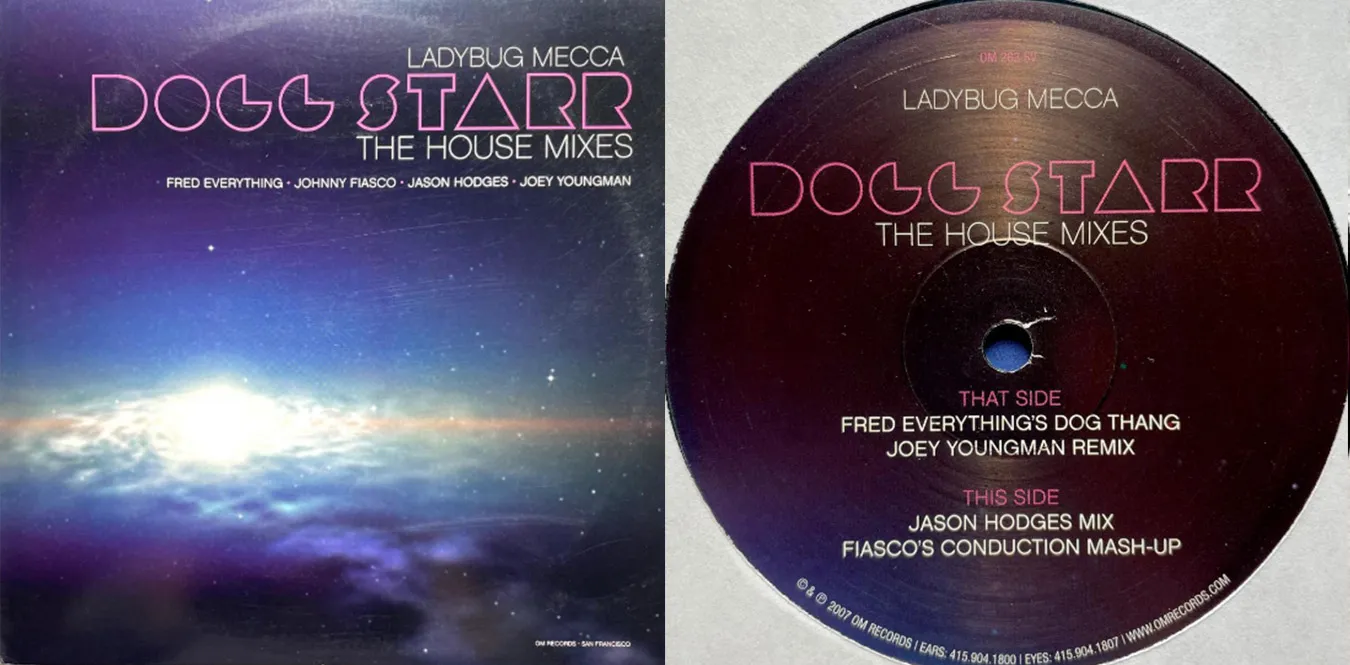 LADYBUG MECCA
DOGG STARR
THE HOUSE MIXES
FRED EVERYTHING • JOHNNY FIASCO • JASON HODGES • JOEY YOUNGMAN
OM RECORDS - SAN FRANCISCO
OM 263 SV
LADYBUG MECCA
DOGG STARR
THE HOUSE MIXES
THAT SIDE
FRED EVERYTHING'S DOG THANG
JOEY YOUNGMAN REMIX
THIS SIDE
JASON HODGES MIX
FIASCO'S CONDUCTION MASH-UP
© & ℗ 2007 OM RECORDS | EARS: 415.904.1800 | EYES: 415.904.1807 | WWW.OMRECORDS.COM